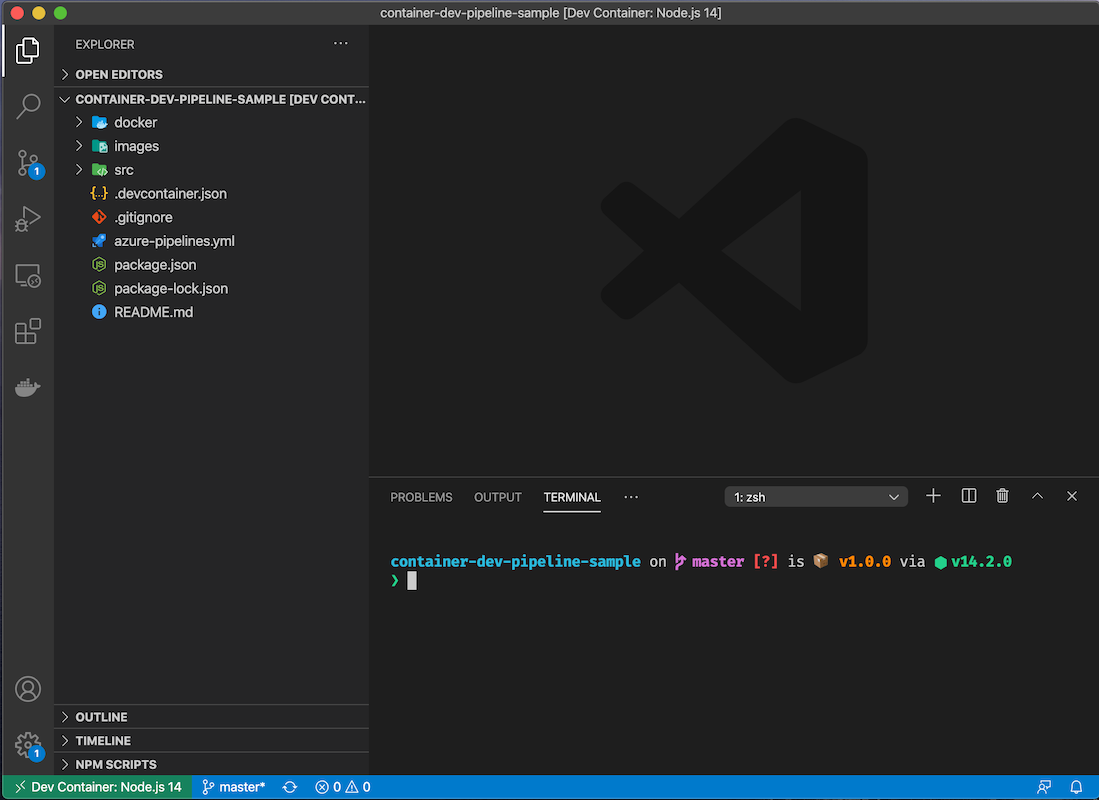 container-dev-pipeline-sample [Dev Container: Node.js 14]
EXPLORER
OPEN EDITORS
CONTAINER-DEV-PIPELINE-SAMPLE [DEV CONT...
docker
images
src
1
.devcontainer.json
.gitignore
azure-pipelines.yml
package.json
package-lock.json
README.md
PROBLEMS OUTPUT TERMINAL ··· 1: zsh
container-dev-pipeline-sample on master [?] is 📦 v1.0.0 via ⬢ v14.2.0
❯
OUTLINE
TIMELINE
1
NPM SCRIPTS
Dev Container: Node.js 14 master* 0 0